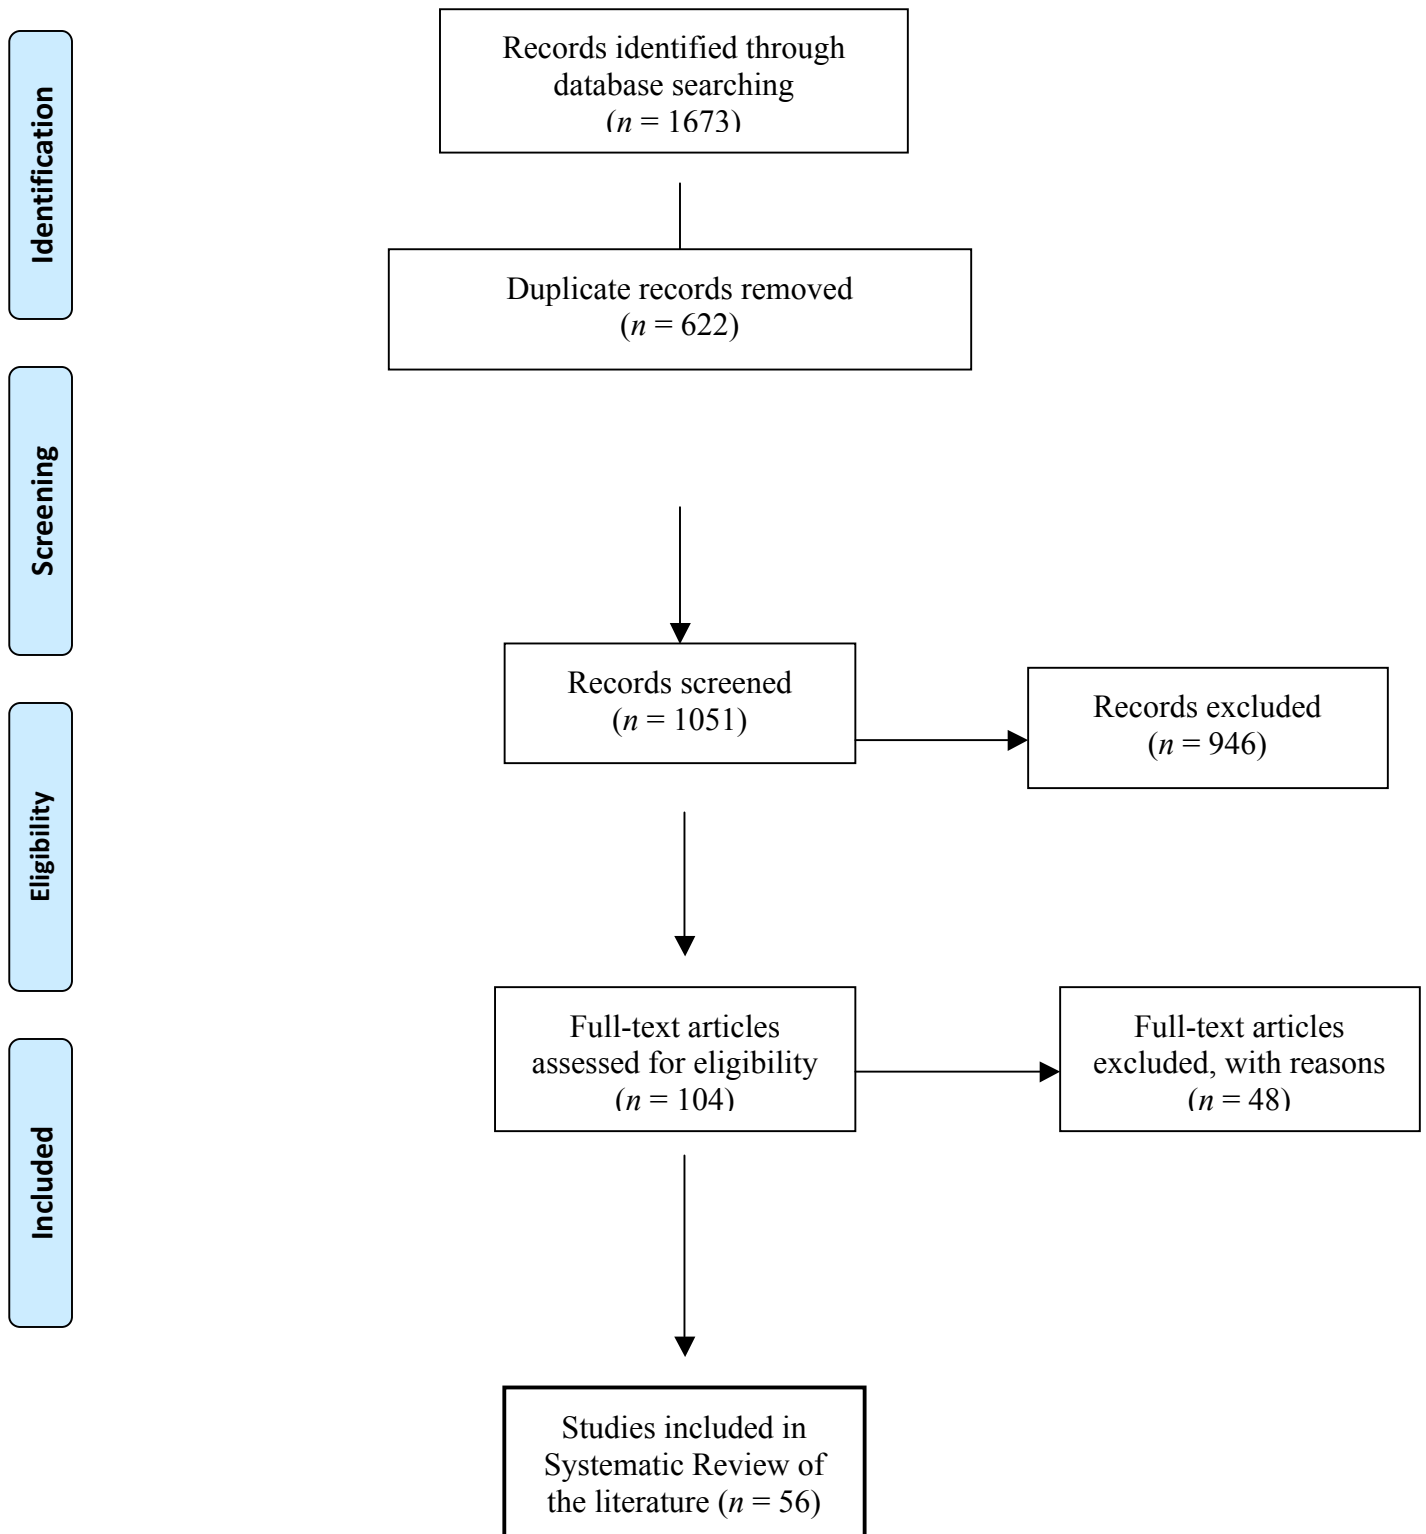 Identification
Records identified through
database searching
(n = 1673)
Duplicate records removed
(n = 622)
Screening
Records screened
(n = 1051)
Records excluded
(n = 946)
Eligibility
Full-text articles
assessed for eligibility
(n = 104)
Full-text articles
excluded, with reasons
(n = 48)
Included
Studies included in
Systematic Review of
the literature (n = 56)